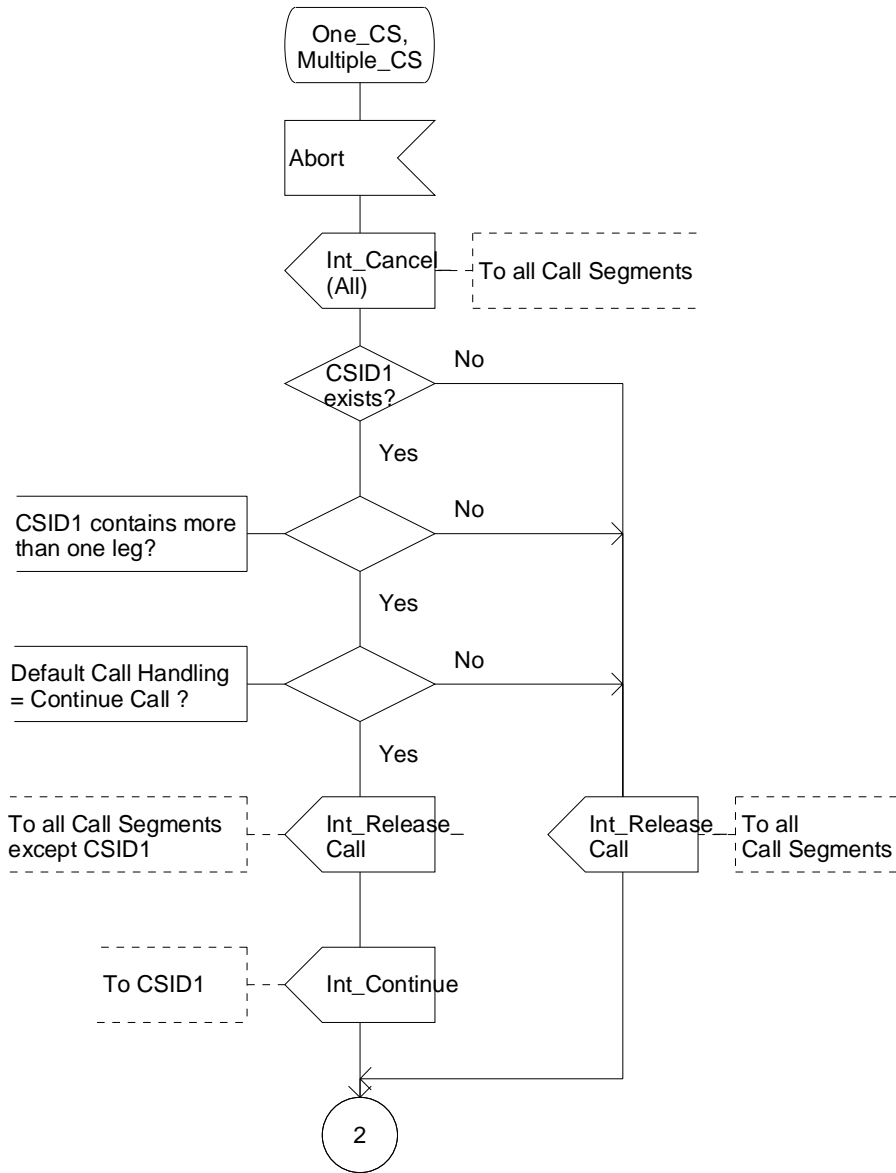 One_CS,
Multiple_CS
Abort
Int_Cancel_
(All)
To all Call Segments
CSID1
exists?
No
Yes
CSID1 contains more
than one leg?
No
Yes
Default Call Handling
= Continue Call ?
No
Yes
To all Call Segments
except CSID1
Int_Release_
Call
Int_Release_
Call
To all
Call Segments
To CSID1
Int_Continue
2